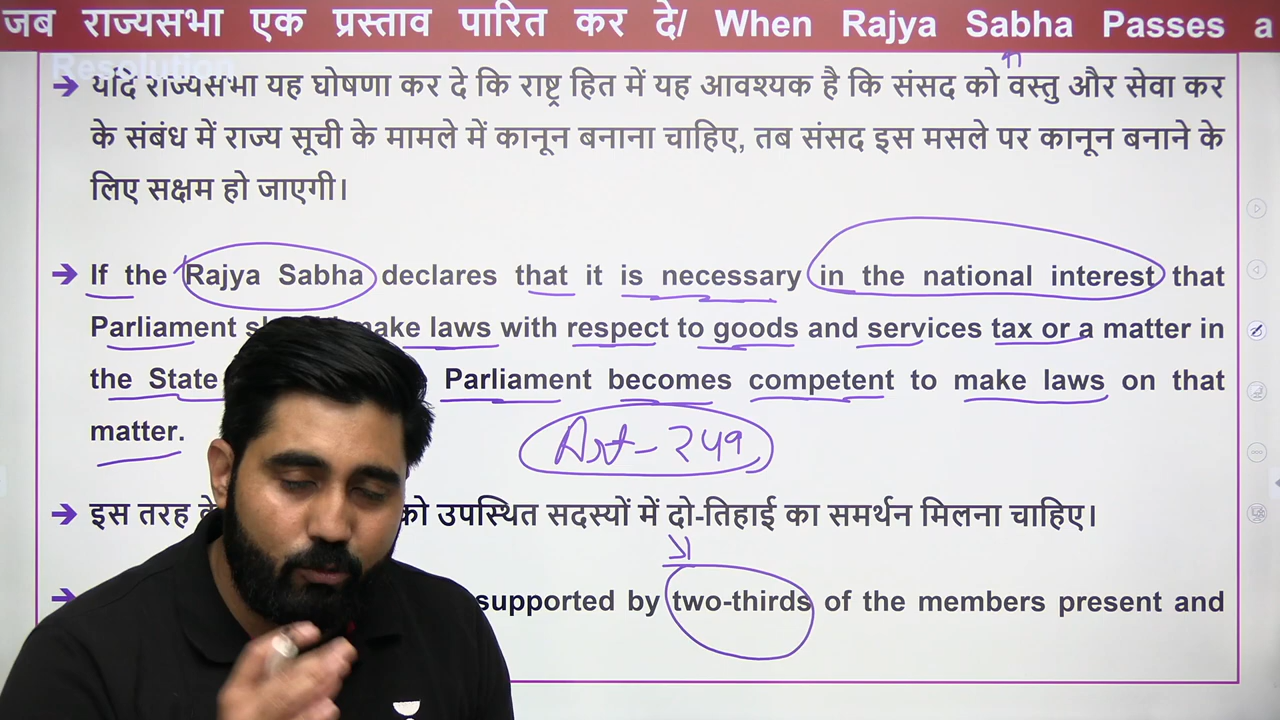 जब राज्यसभा एक प्रस्ताव पारित कर दे/ When Rajya Sabha Passes a
Resolution
→ यदि राज्यसभा यह घोषणा कर दे कि राष्ट्र हित में यह आवश्यक है कि संसद को वस्तु और सेवा कर
के संबंध में राज्य सूची के मामले में कानून बनाना चाहिए, तब संसद इस मसले पर कानून बनाने के
लिए सक्षम हो जाएगी।
→ If the Rajya Sabha declares that it is necessary in the national interest that
Parliament make laws with respect to goods and services tax or a matter in
the State Parliament becomes competent to make laws on that
matter.
Art-249
→ इस तरह को उपस्थित सदस्यों में दो-तिहाई का समर्थन मिलना चाहिए।
supported by two-thirds of the members present and